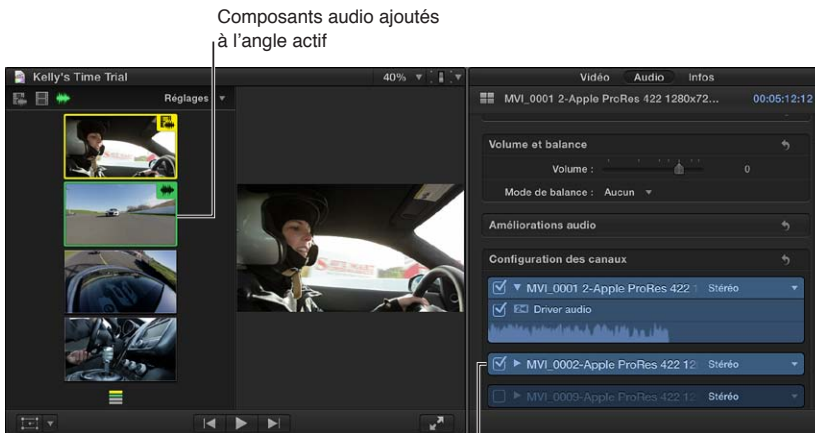 Composants audio ajoutés
à l'angle actif
Kelly's Time Trial
40%
Réglages
Vidéo Audio Infos
MVI_0001 2-Apple ProRes 422 1280x72... 00:05:12:12
Volume et balance
Volume : 0
Mode de balance : Aucun
Améliorations audio
Configuration des canaux
MVI_0001 2-Apple ProRes 422 1 Stéréo
Driver audio
MVI_0002-Apple ProRes 422 12 Stéréo
MVI_0009-Apple ProRes 422 12 Stéréo